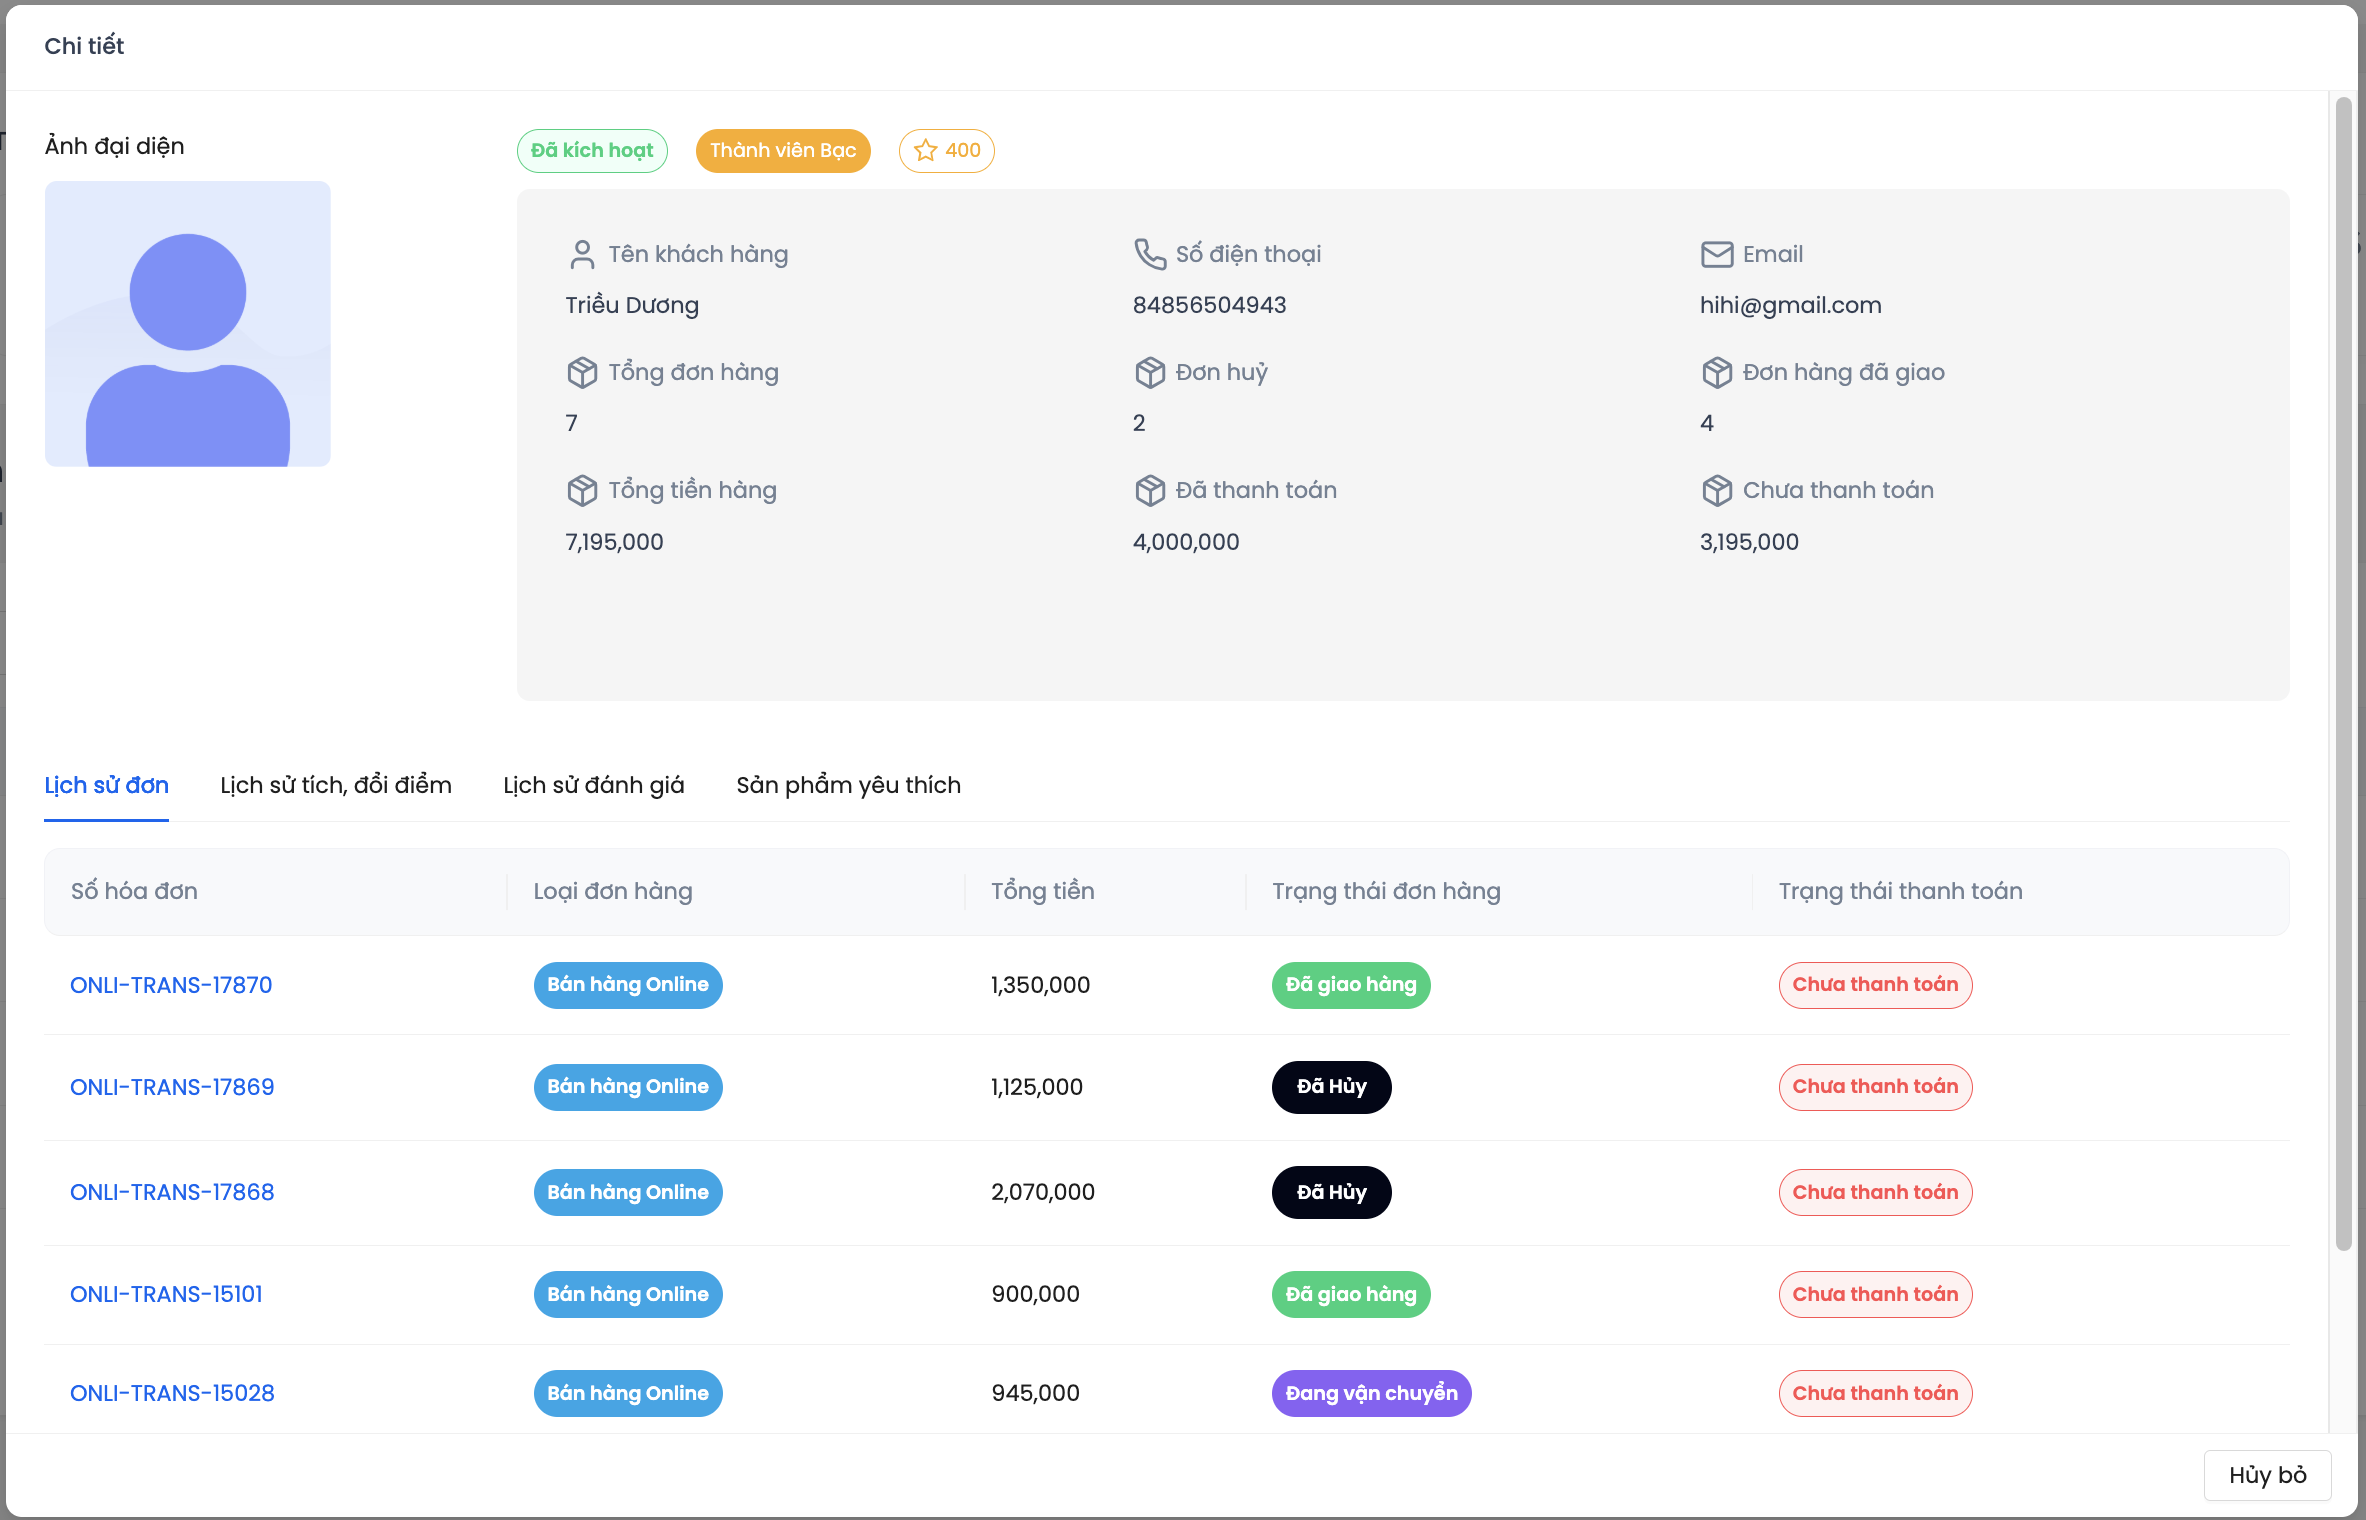 Chi tiết
Ảnh đại diện
Đã kích hoạt Thành viên Bạc 400
Tên khách hàng Số điện thoại Email
Triều Dương 84856504943 hihi@gmail.com
Tổng đơn hàng Đơn huỷ Đơn hàng đã giao
7 2 4
Tổng tiền hàng Đã thanh toán Chưa thanh toán
7,195,000 4,000,000 3,195,000
Lịch sử đơn Lịch sử tích, đổi điểm Lịch sử đánh giá Sản phẩm yêu thích
Số hóa đơn Loại đơn hàng Tổng tiền Trạng thái đơn hàng Trạng thái thanh toán
ONLI-TRANS-17870 Bán hàng Online 1,350,000 Đã giao hàng Chưa thanh toán
ONLI-TRANS-17869 Bán hàng Online 1,125,000 Đã Hủy Chưa thanh toán
ONLI-TRANS-17868 Bán hàng Online 2,070,000 Đã Hủy Chưa thanh toán
ONLI-TRANS-15101 Bán hàng Online 900,000 Đã giao hàng Chưa thanh toán
ONLI-TRANS-15028 Bán hàng Online 945,000 Đang vận chuyển Chưa thanh toán
Hủy bỏ